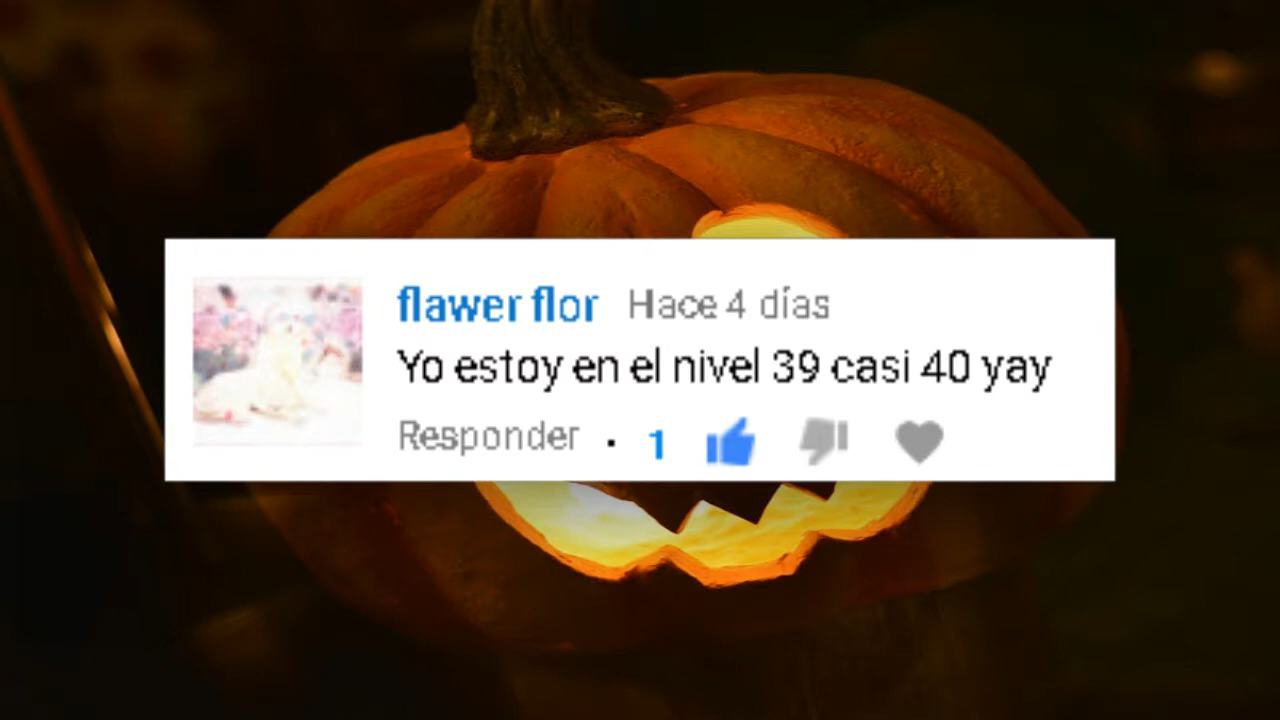 flawer flor Hace 4 días
Yo estoy en el nivel 39 casi 40 yay
Responder · 1